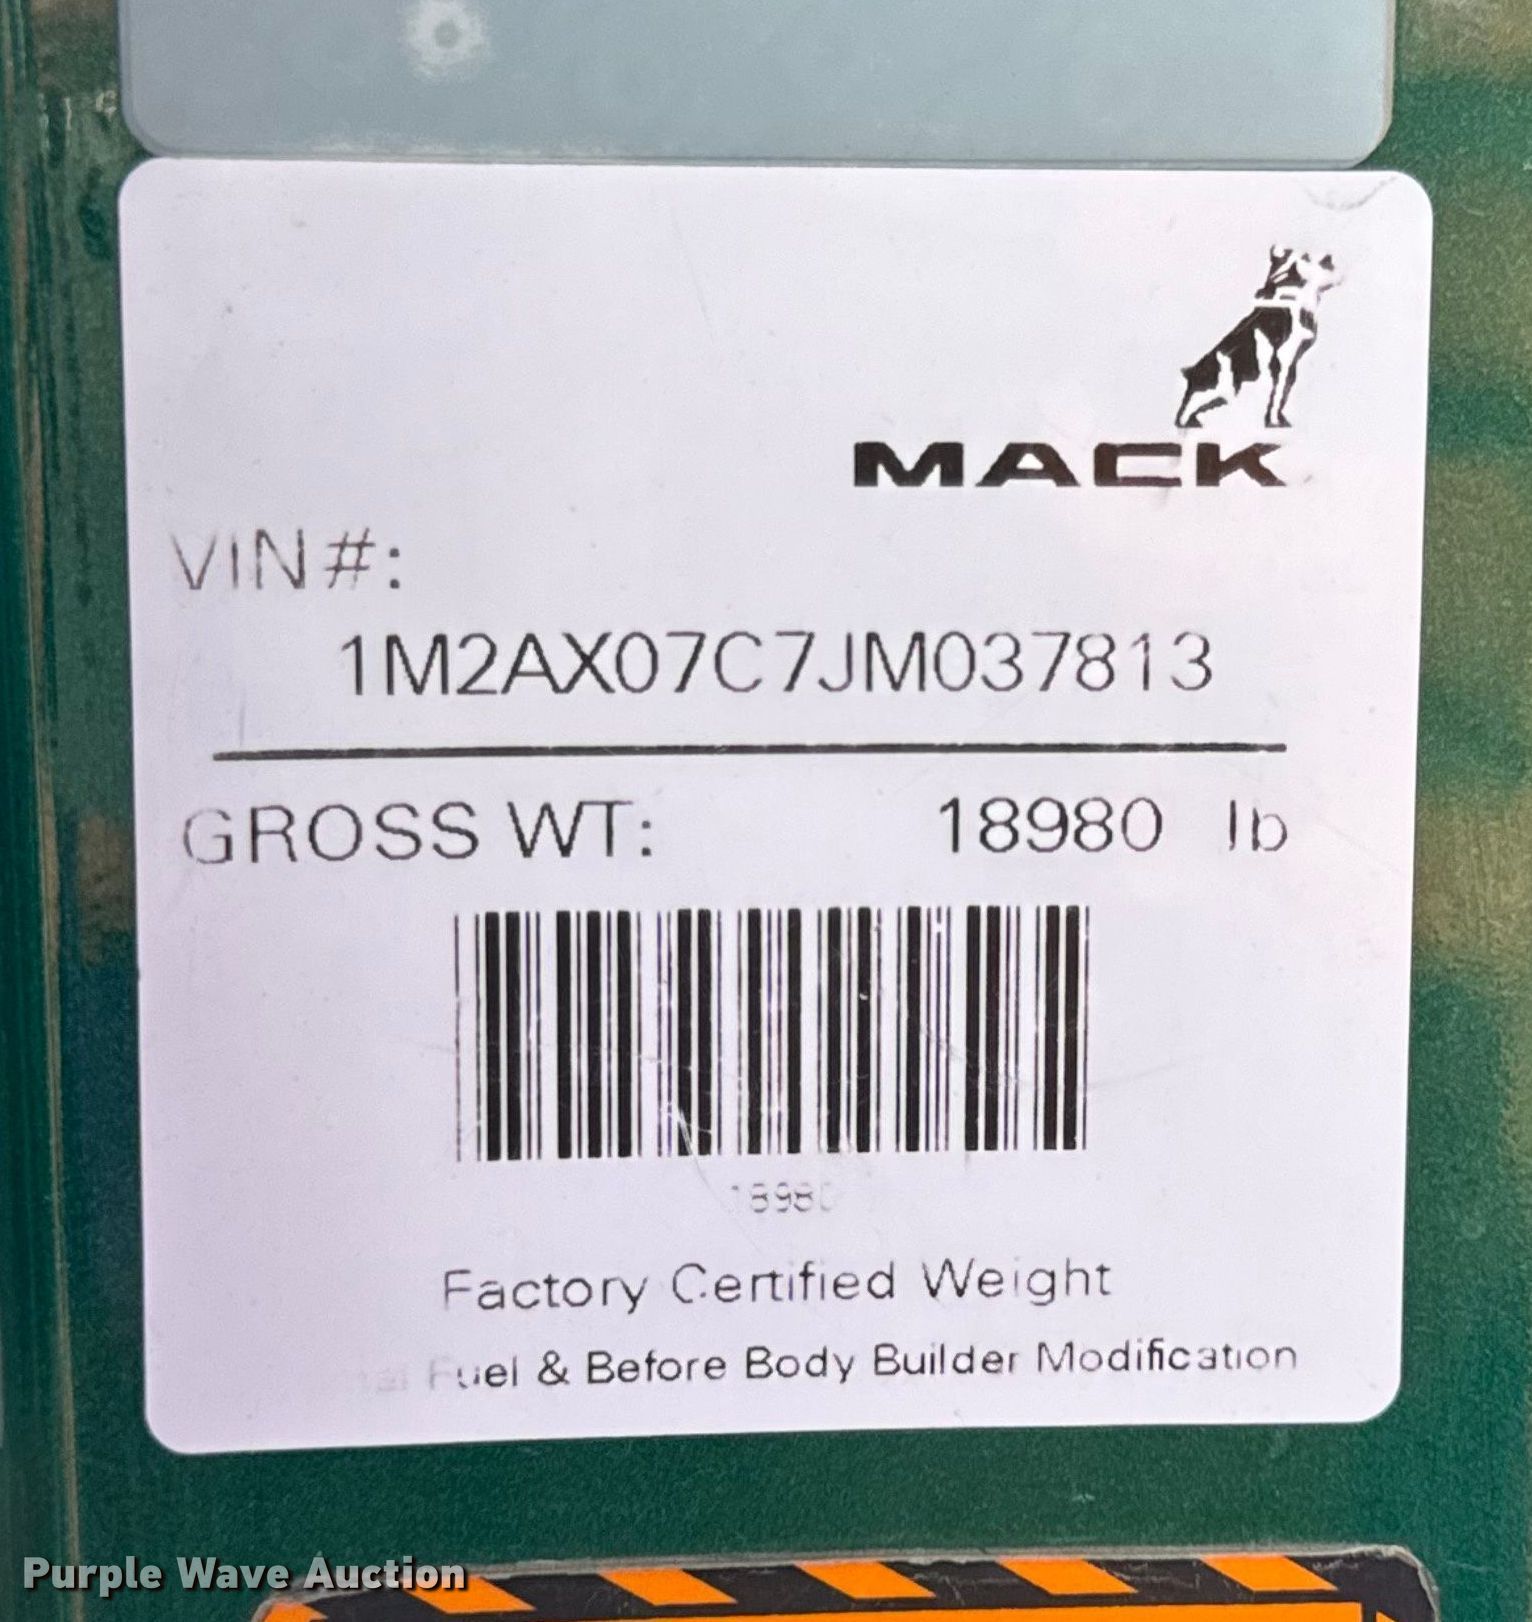 MACK
VIN#:
1M2AX07C7JM037813
GROSS WT: 18980 lb
18980
Factory Certified Weight
Fuel & Before Body Builder Modification
Purple Wave Auction